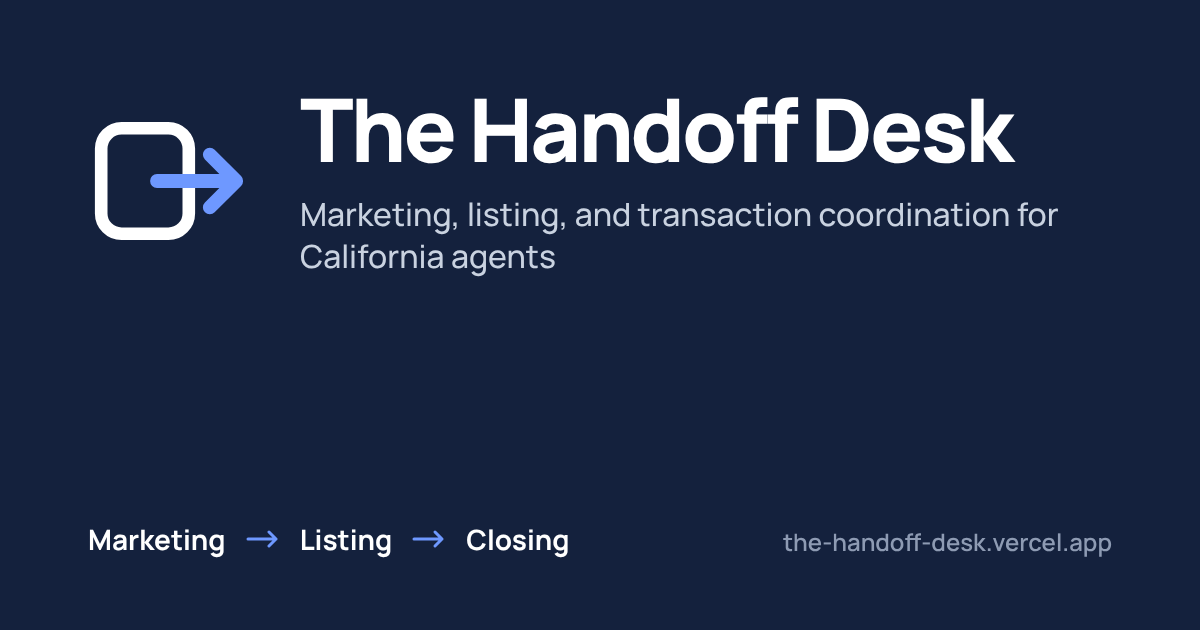 The Handoff Desk
Marketing, listing, and transaction coordination for
California agents
Marketing → Listing → Closing
the-handoff-desk.vercel.app